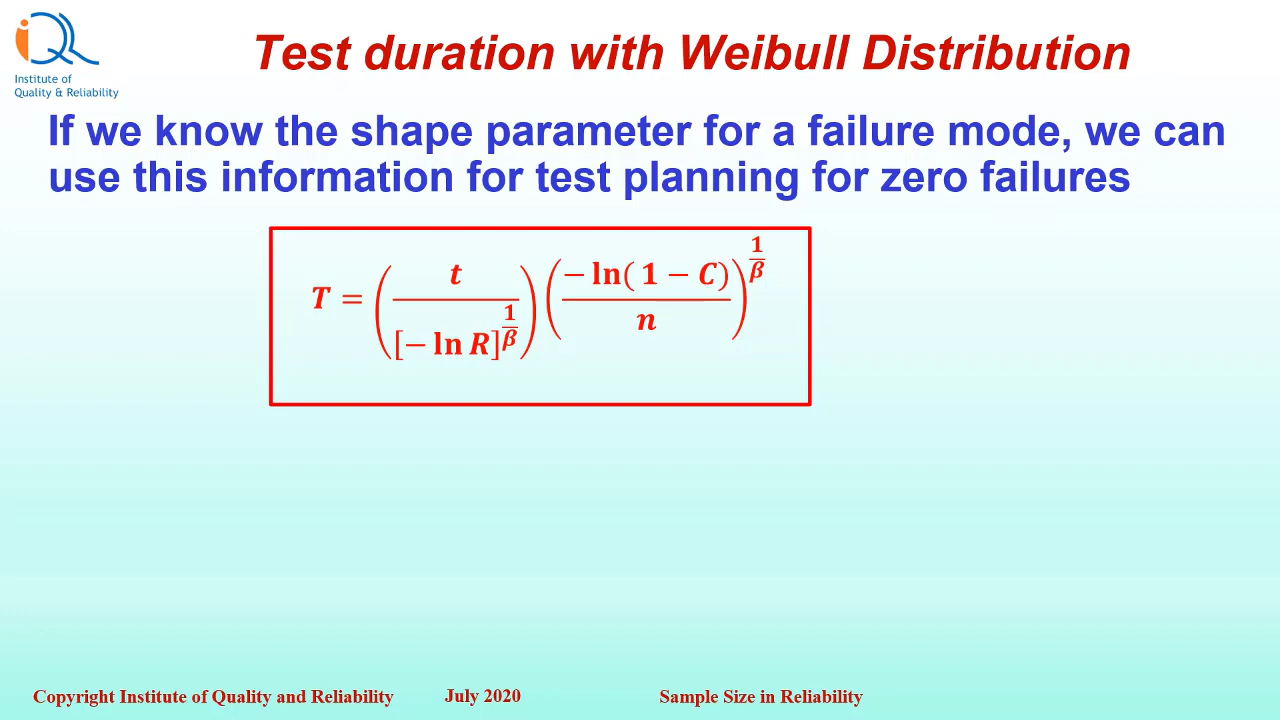 Institute of
Quality & Reliability
Test duration with Weibull Distribution
If we know the shape parameter for a failure mode, we can
use this information for test planning for zero failures
T = ( t / [− ln R]^(1/β) ) ( − ln( 1 − C) / n )^(1/β)
Copyright Institute of Quality and Reliability July 2020 Sample Size in Reliability